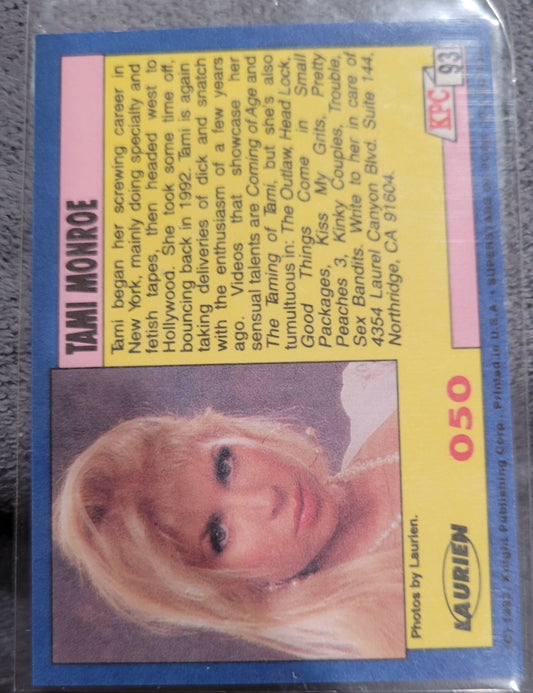 TAMI MONROE
Tami began her screwing career in
New York, mainly doing specialty and
fetish tapes, then headed west to
Hollywood. She took some time off,
bouncing back in 1992. Tami is again
taking deliveries of dick and snatch
with the enthusiasm of a few years
ago. Videos that showcase her
sensual talents are Coming of Age and
The Taming of Tami, but she's also
tumultuous in: The Outlaw, Head Lock,
Good Things Come in Small
Packages, Kiss My Grits, Pretty
Peaches 3, Kinky Couples, Trouble,
Sex Bandits. Write to her in care of
4354 Laurel Canyon Blvd. Suite 144,
Northridge, CA 91604.
KPC 93
Photos by Laurien.
LAURIEN
050
(C) 1993, Knight Publishing Corp. • Printed in U.S.A. • SUPERSTARS OF